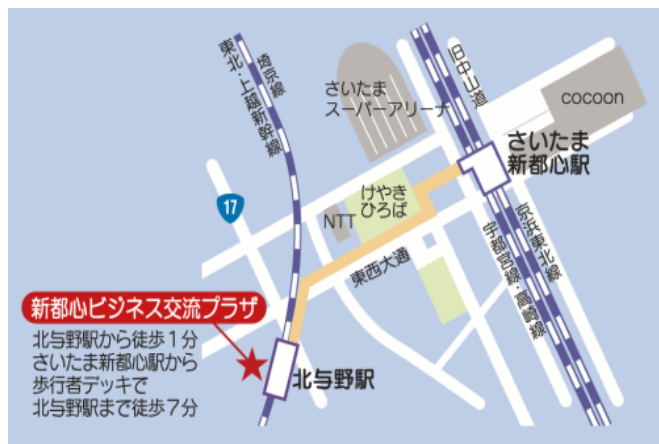 埼京線
東北・上越新幹線
さいたま
スーパーアリーナ
旧中山道
cocoon
さいたま
新都心駅
けやき
ひろば
NTT
17
東西大通
京浜東北線
宇都宮線・高崎線
新都心ビジネス交流プラザ
北与野駅から徒歩1分
さいたま新都心駅から
歩行者デッキで
北与野駅まで徒歩7分
北与野駅